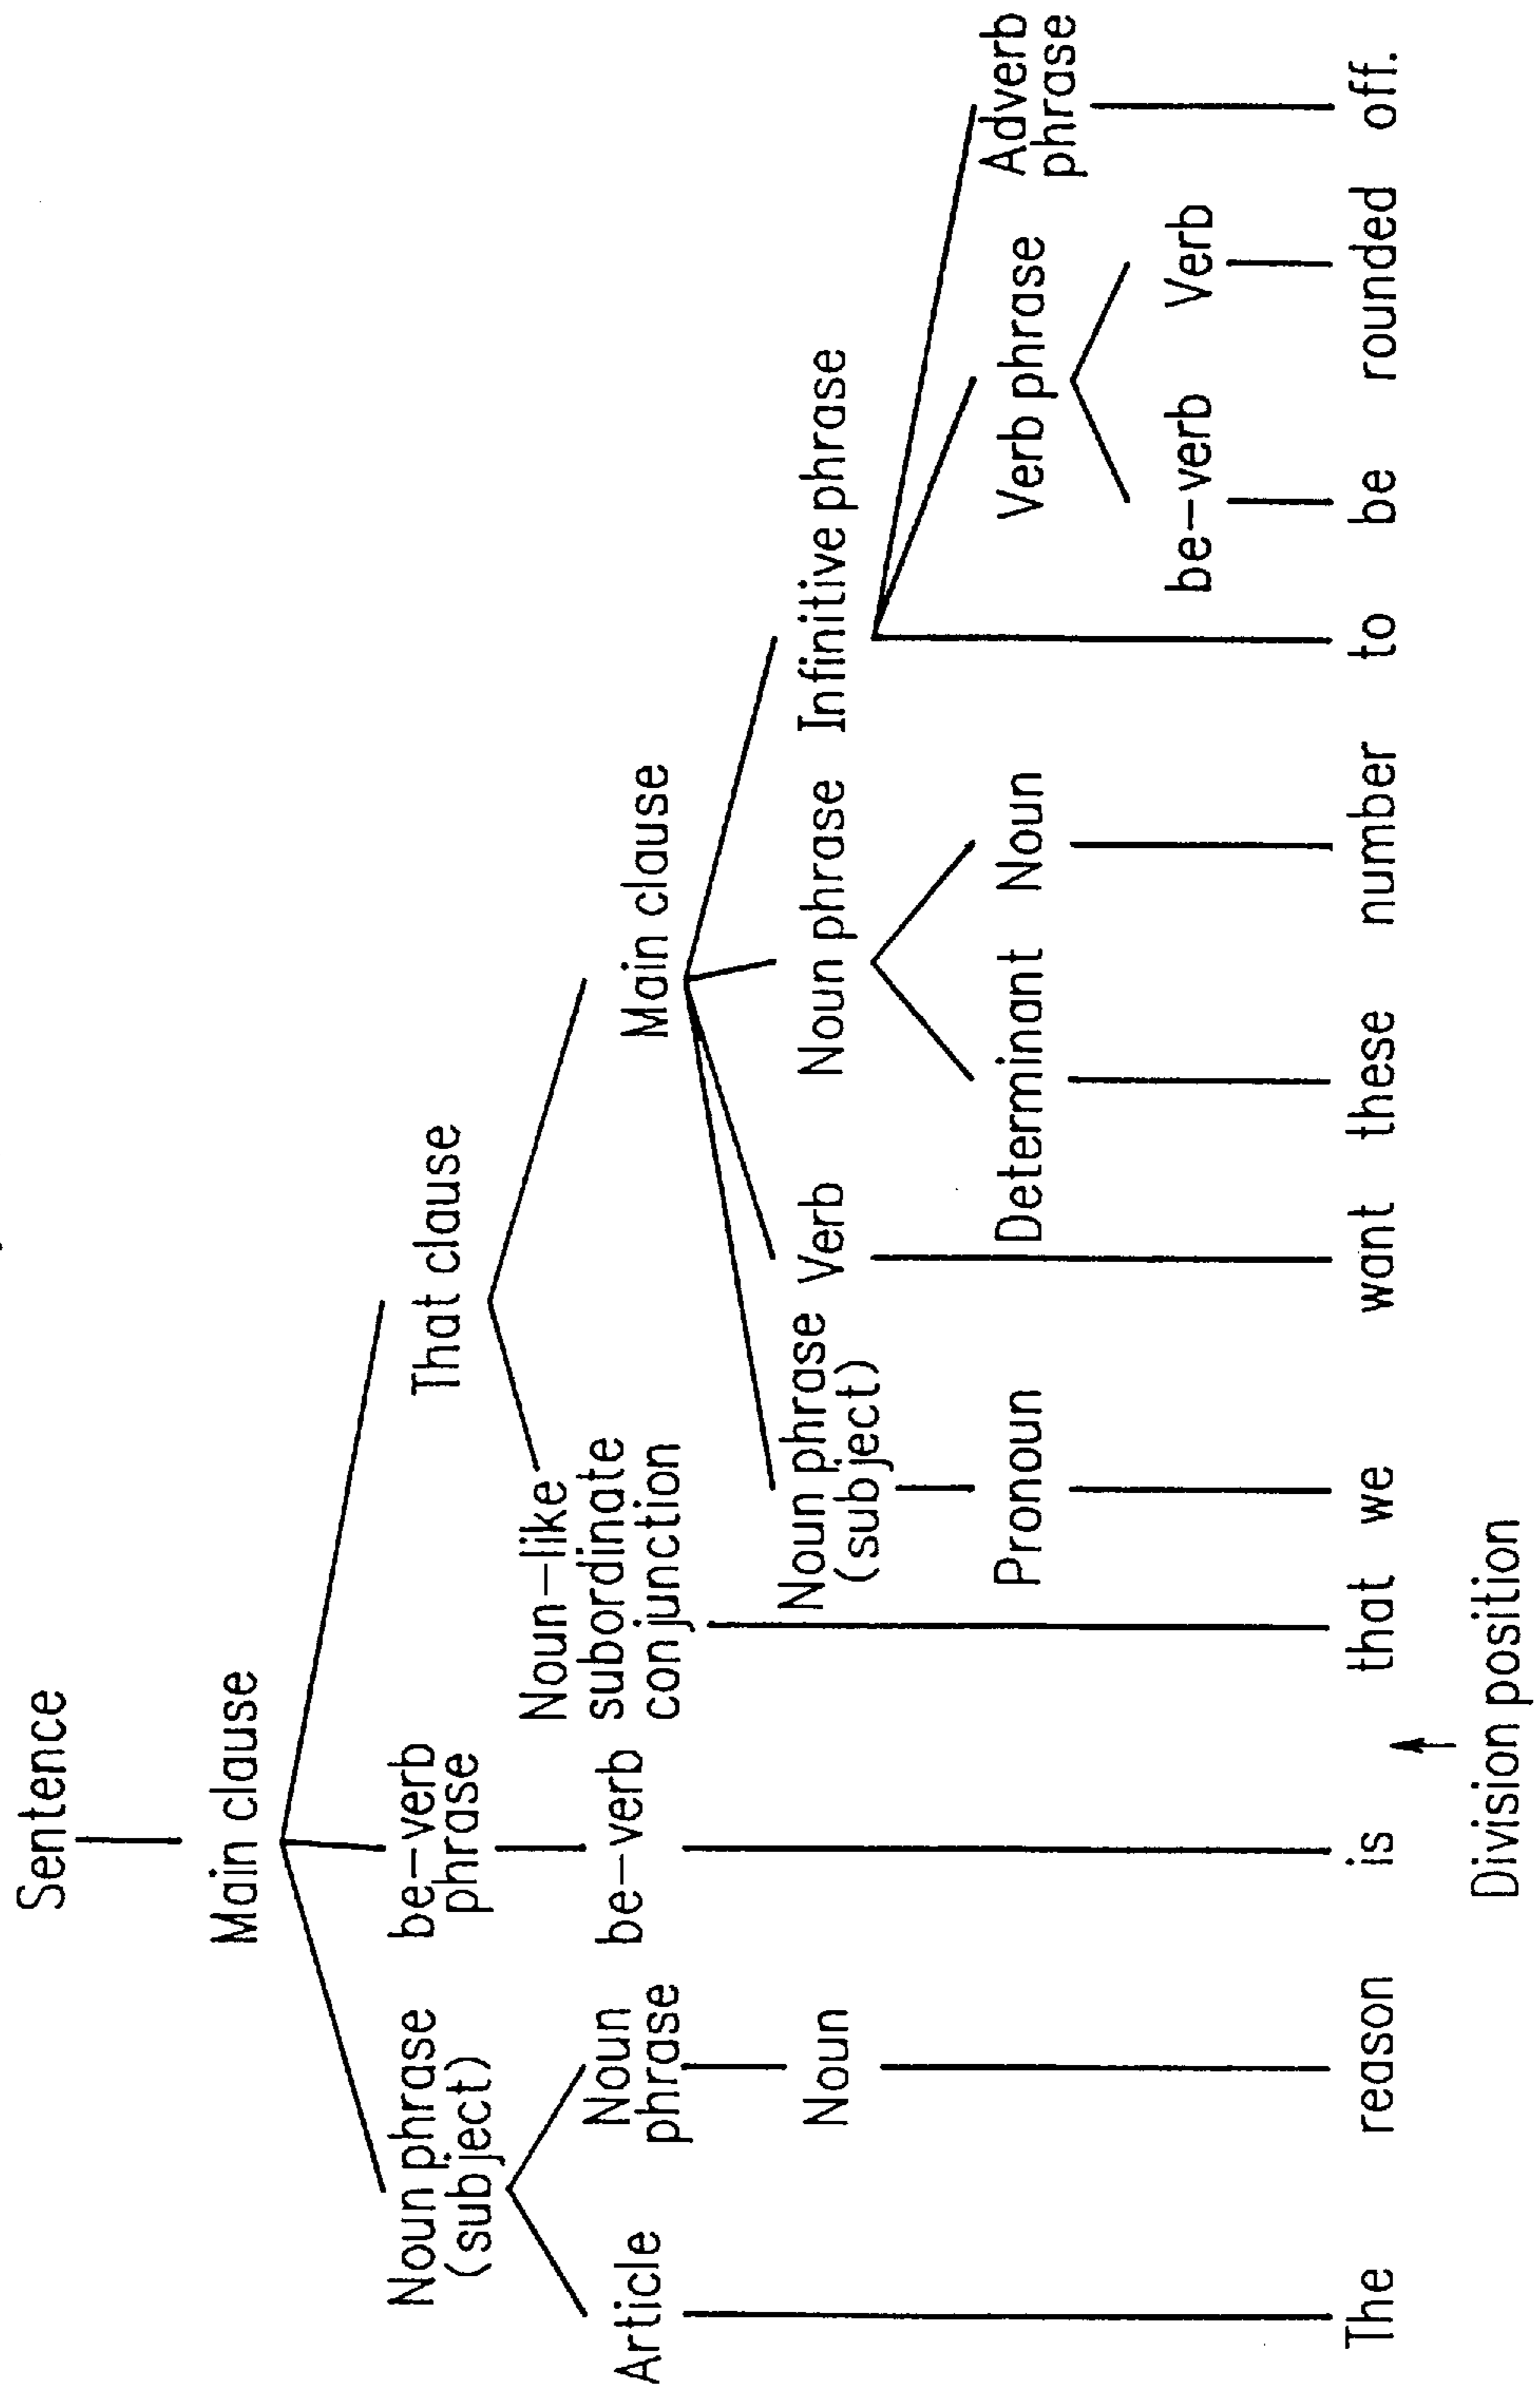 Sentence
Main clause
Noun phrase
(subject)
be-verb
phrase
That clause
Article
Noun
phrase
be-verb
Noun-like
subordinate
conjunction
Main clause
Noun
Noun phrase
(subject)
Verb
Noun phrase
Infinitive phrase
Pronoun
Determinant
Noun
Verb phrase
Adverb
phrase
be-verb
Verb
The reason is that we want these number to be rounded off.
Division position